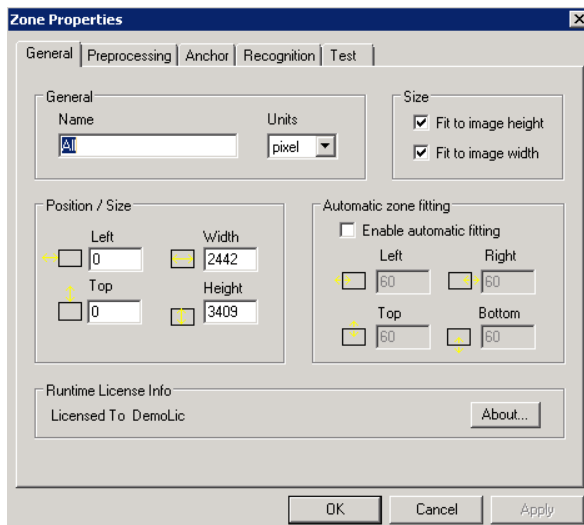 Zone Properties
General Preprocessing Anchor Recognition Test
General
Name Units
All pixel
Size
Fit to image height
Fit to image width
Position / Size
Left Width
0 2442
Top Height
0 3409
Automatic zone fitting
Enable automatic fitting
Left Right
60 60
Top Bottom
60 60
Runtime License Info
Licensed To DemoLic About...
OK Cancel Apply